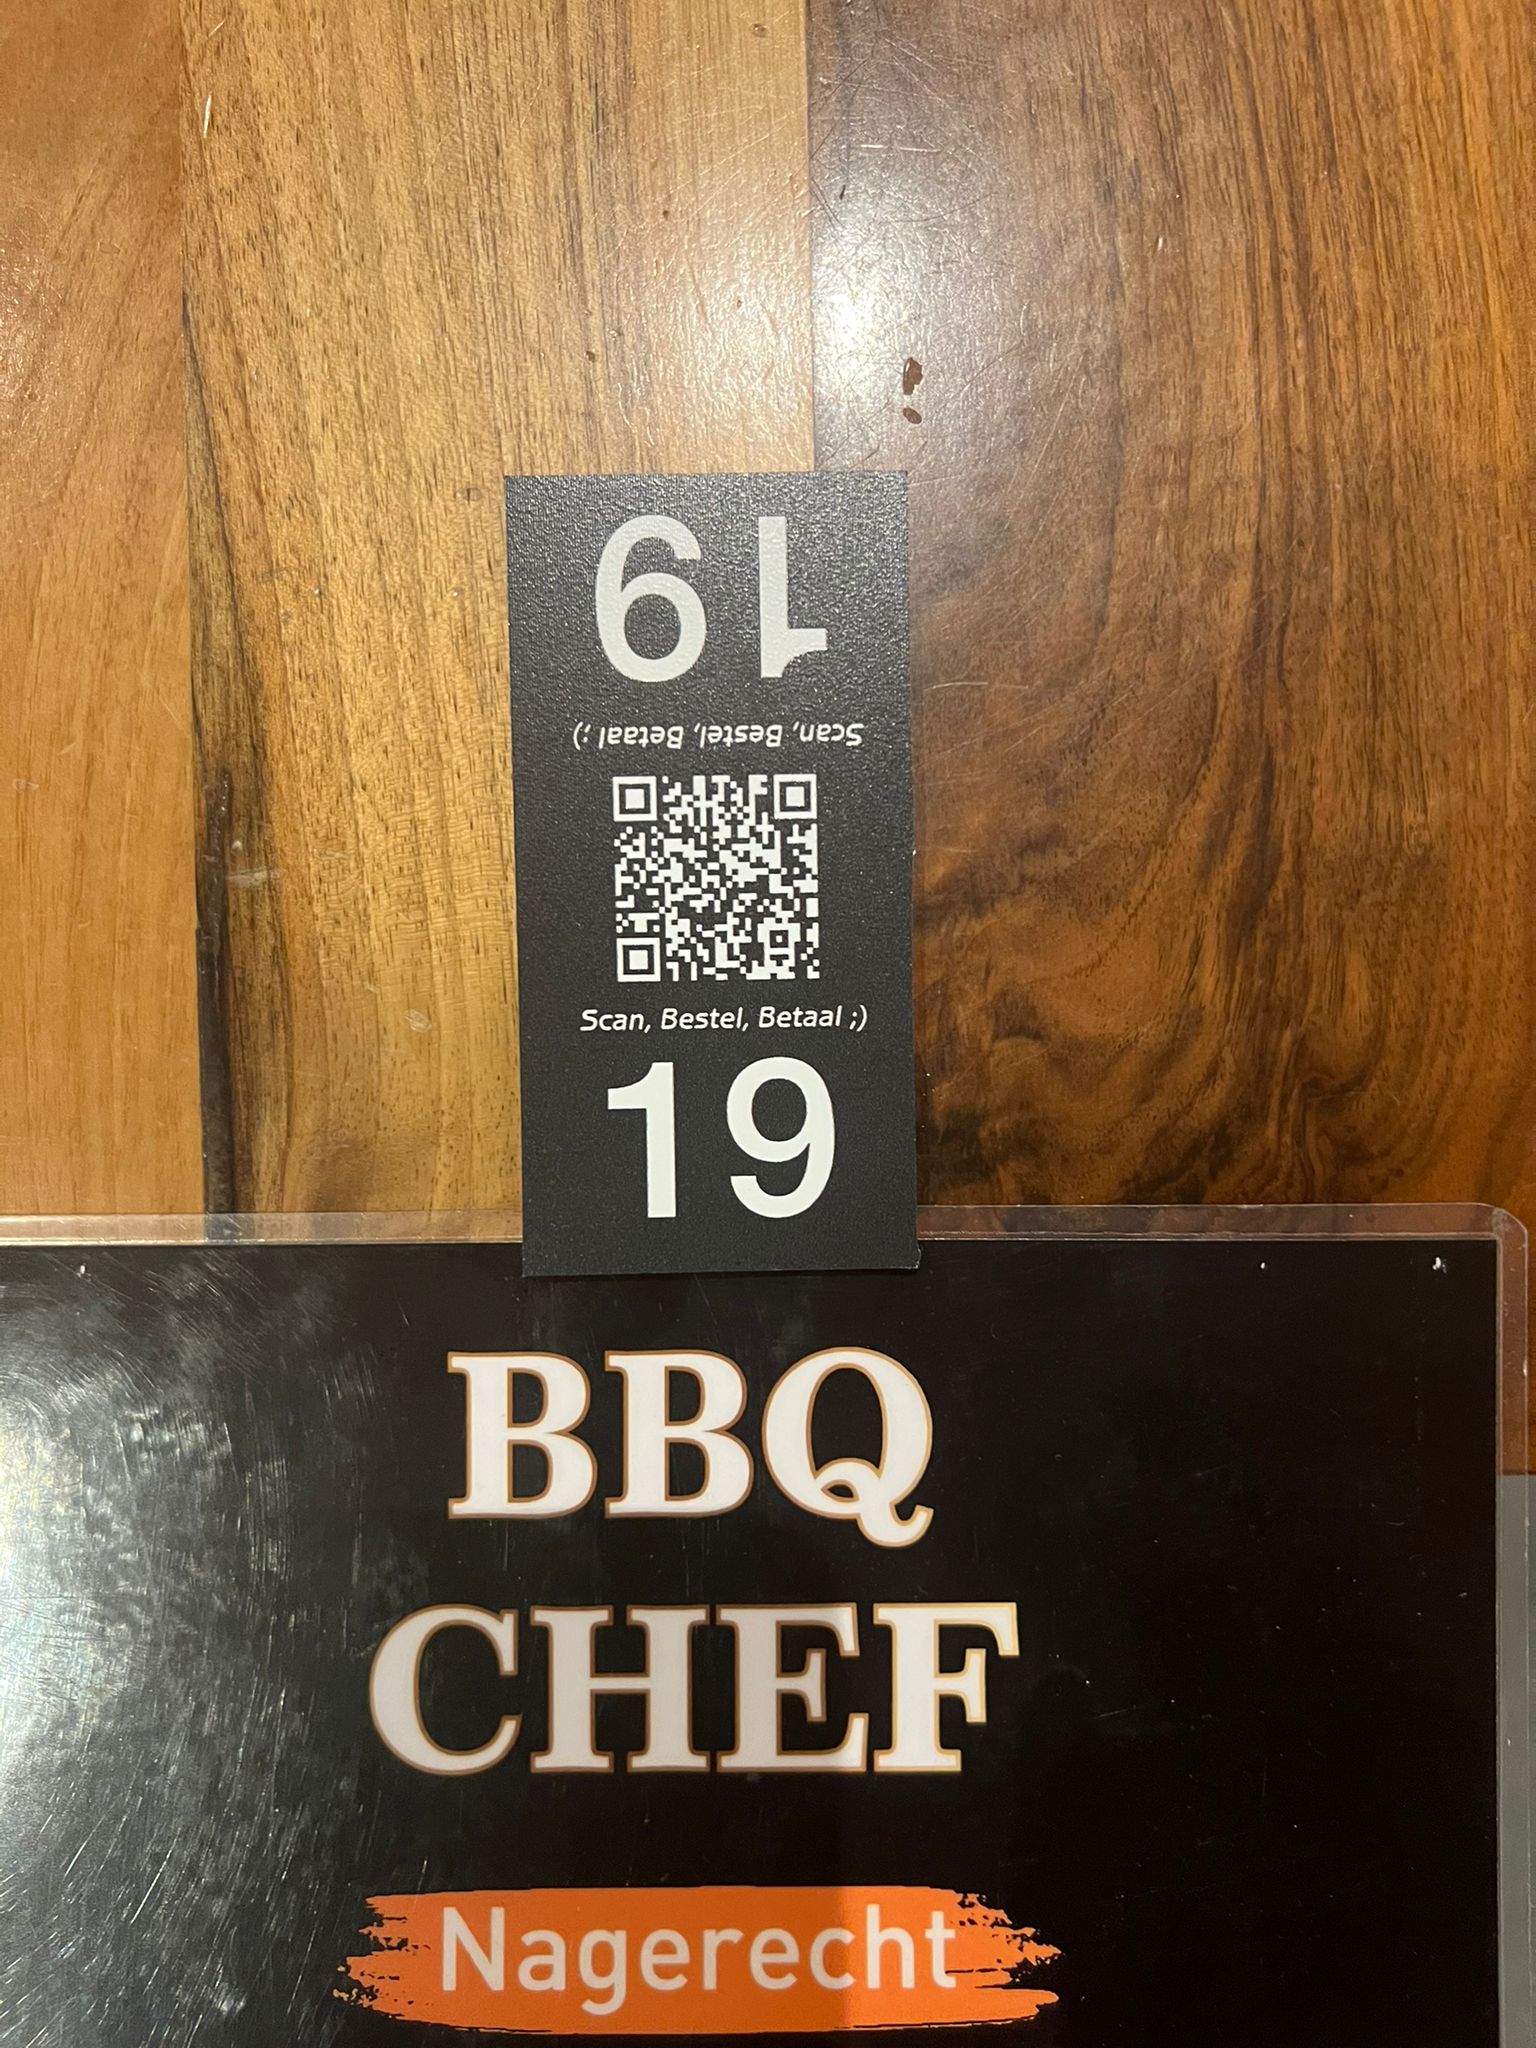 19
Scan, Bestel, Betaal ;)
Scan, Bestel, Betaal ;)
19
BBQ
CHEF
Nagerecht